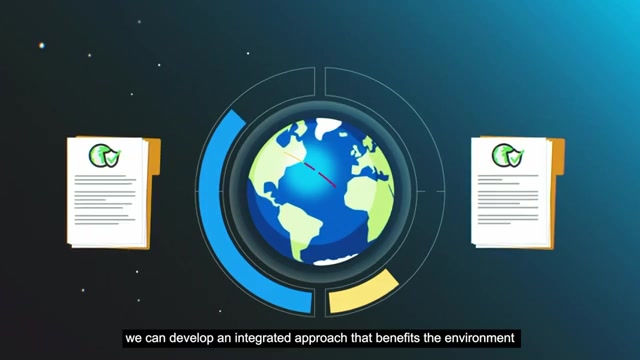 we can develop an integrated approach that benefits the environment